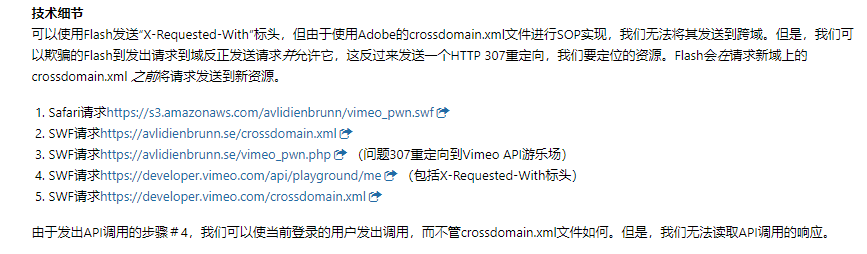 技术细节
可以使用Flash发送“X-Requested-With”标头，但由于使用Adobe的crossdomain.xml文件进行SOP实现，我们无法将其发送到跨域。但是，我们可
以欺骗的Flash到发出请求到域反正发送请求并允许它，这反过来发送一个HTTP 307重定向，我们要定位的资源。Flash会在请求新域上的
crossdomain.xml 之前将请求发送到新资源。
1. Safari请求https://s3.amazonaws.com/avlidienbrunn/vimeo_pwn.swf
2. SWF请求https://avlidienbrunn.se/crossdomain.xml
3. SWF请求https://avlidienbrunn.se/vimeo_pwn.php （问题307重定向到Vimeo API游乐场）
4. SWF请求https://developer.vimeo.com/api/playground/me （包括X-Requested-With标头）
5. SWF请求https://developer.vimeo.com/crossdomain.xml
由于发出API调用的步骤＃4，我们可以使当前登录的用户发出调用，而不管crossdomain.xml文件如何。但是，我们无法读取API调用的响应。